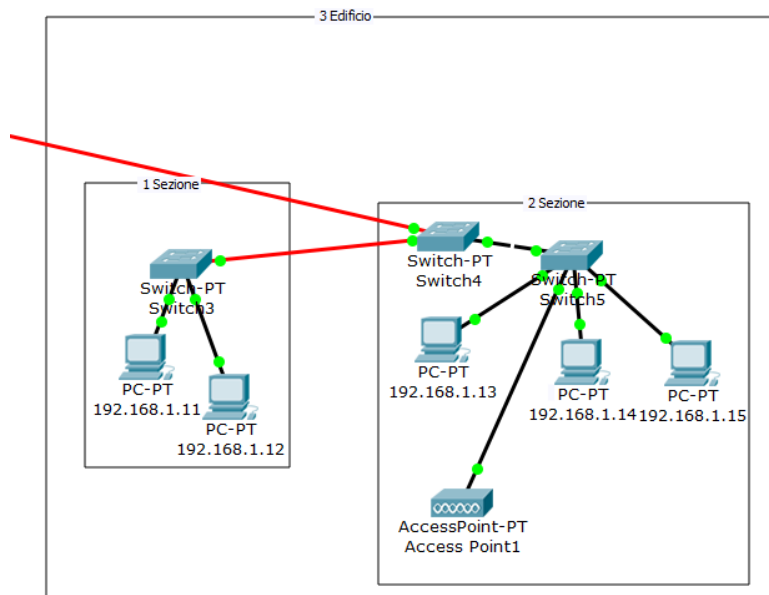 3 Edificio
1 Sezione
2 Sezione
Switch-PT
Switch4
Switch-PT
Switch3
Switch-PT
Switch5
PC-PT
192.168.1.11
PC-PT
192.168.1.12
PC-PT
192.168.1.13
PC-PT
192.168.1.14
PC-PT
192.168.1.15
AccessPoint-PT
Access Point1